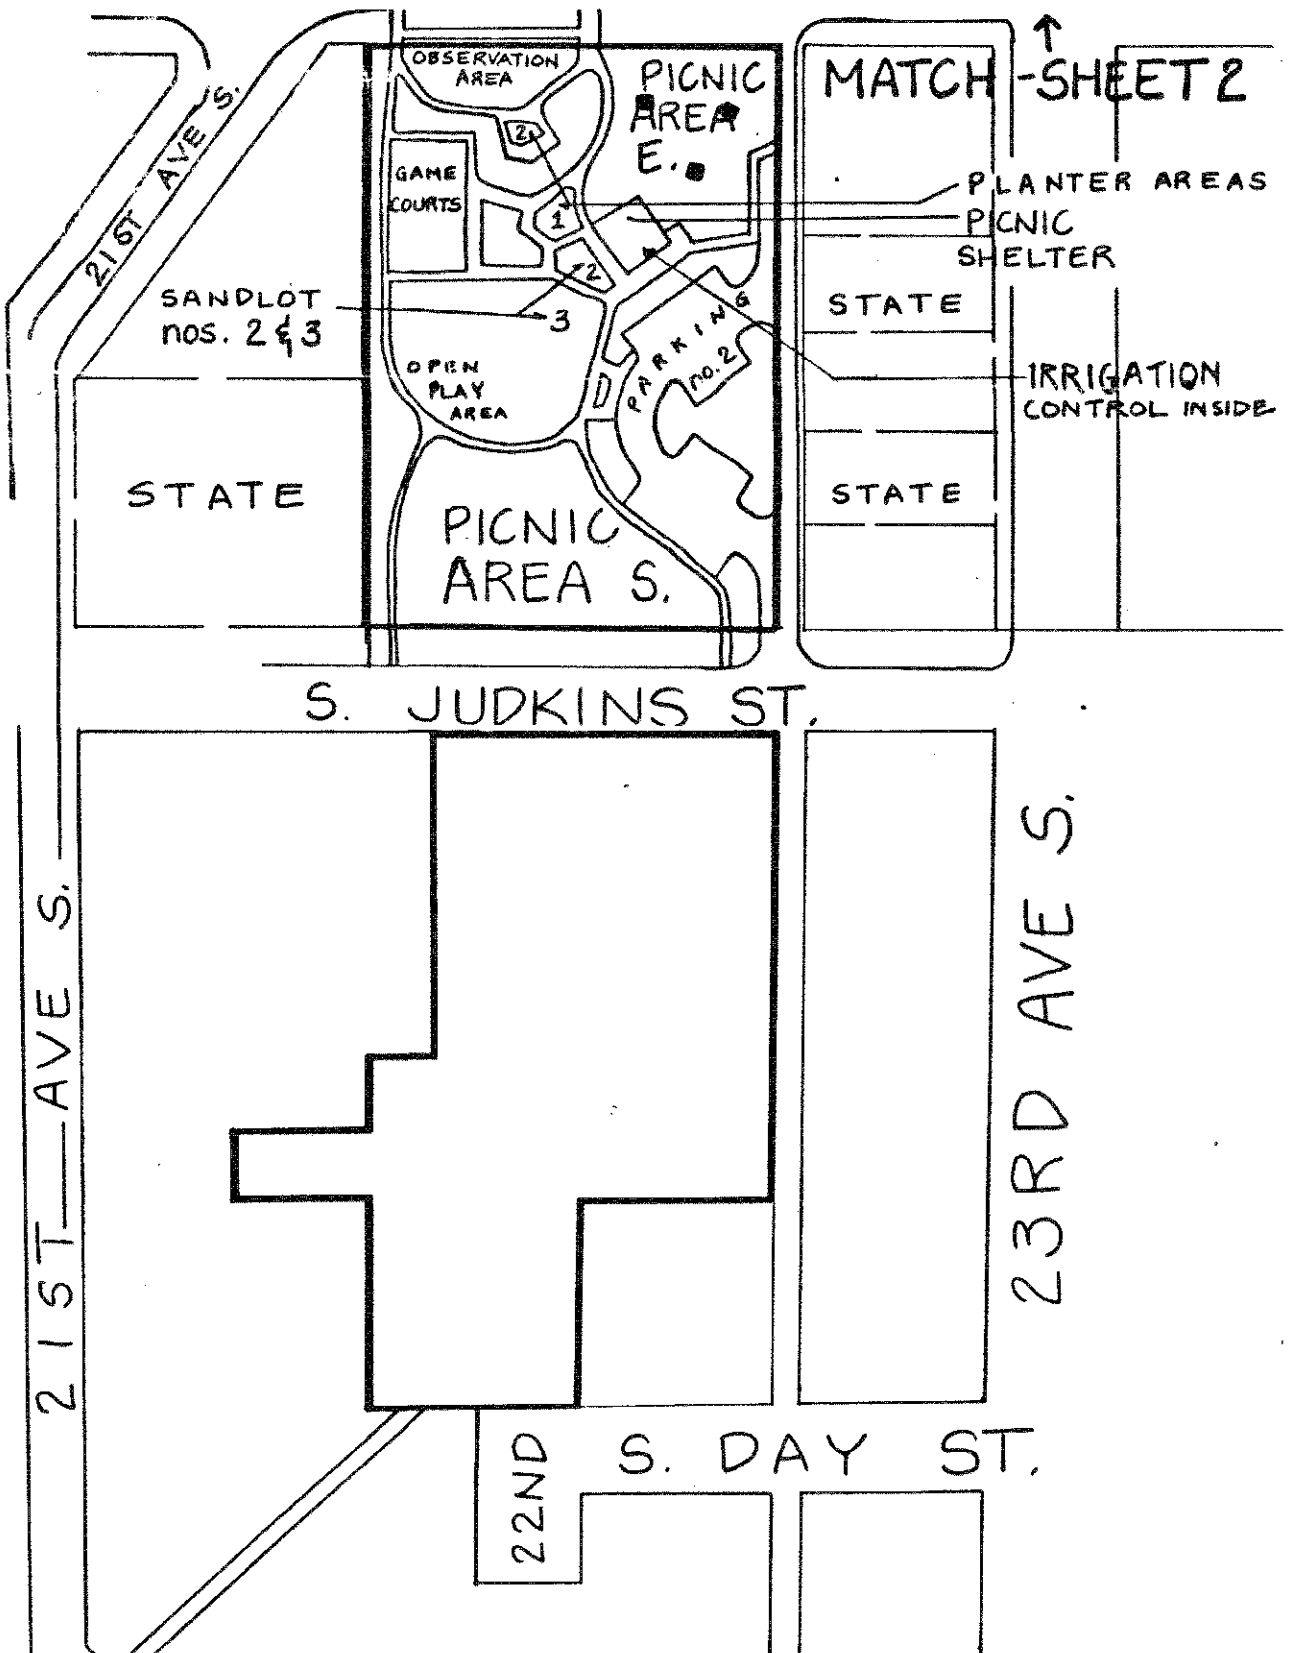 OBSERVATION
AREA
PICNIC
AREA
E.
MATCH-SHEET 2
2
GAME
COURTS
1
2
3
PLANTER AREAS
PICNIC
SHELTER
21ST AVE S.
SANDLOT
nos. 2 & 3
STATE
PARKING
no. 2
OPEN
PLAY
AREA
IRRIGATION
CONTROL INSIDE
STATE
STATE
PICNIC
AREA S.
S. JUDKINS ST.
21ST AVE S.
23RD AVE S.
S. DAY ST.
22ND